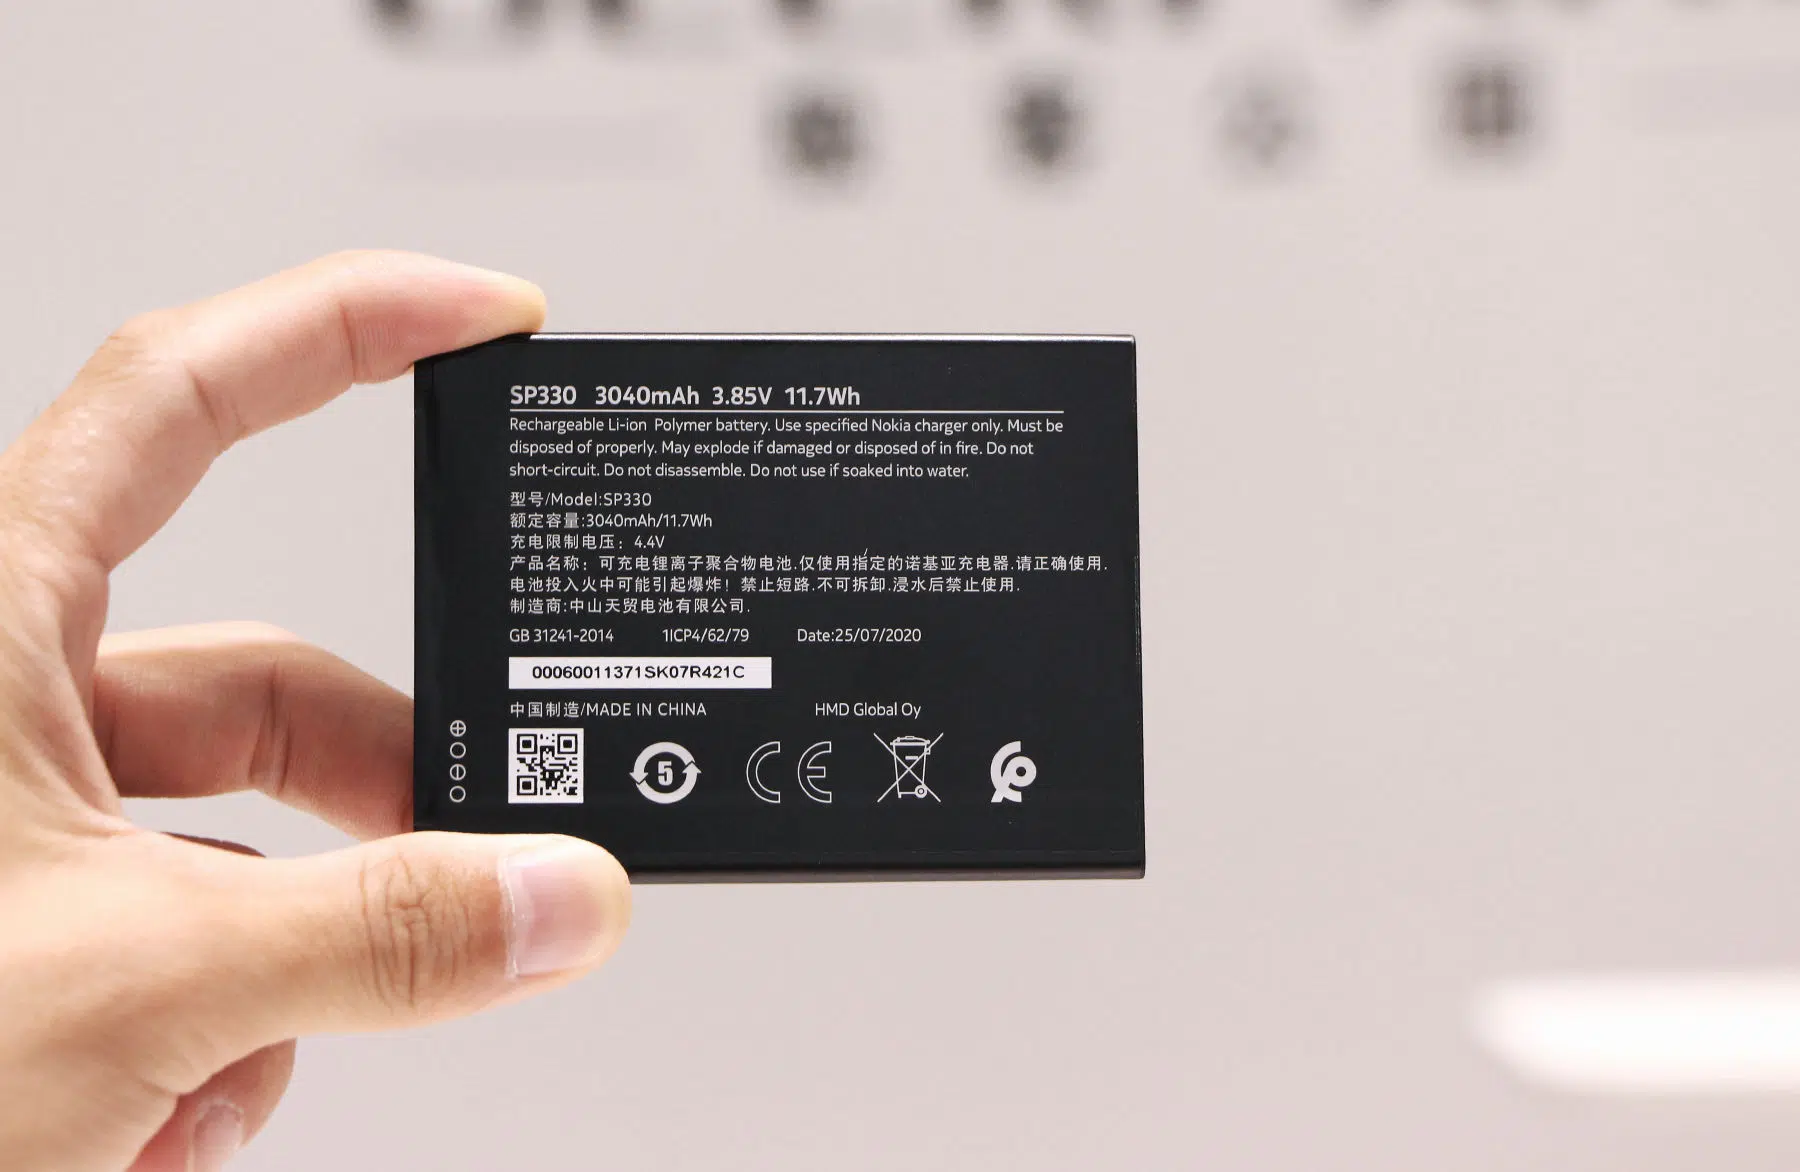 SP330 3040mAh 3.85V 11.7Wh
Rechargeable Li-ion Polymer battery. Use specified Nokia charger only. Must be
disposed of properly. May explode if damaged or disposed of in fire. Do not
short-circuit. Do not disassemble. Do not use if soaked into water.
型号/Model:SP330
额定容量:3040mAh/11.7Wh
充电限制电压：4.4V
产品名称：可充电锂离子聚合物电池.仅使用指定的诺基亚充电器.请正确使用.
电池投入火中可能引起爆炸！禁止短路.不可拆卸.浸水后禁止使用.
制造商:中山天贸电池有限公司.
GB 31241-2014 1ICP4/62/79 Date:25/07/2020
00060011371SK07R421C
中国制造/MADE IN CHINA HMD Global Oy
5 CE